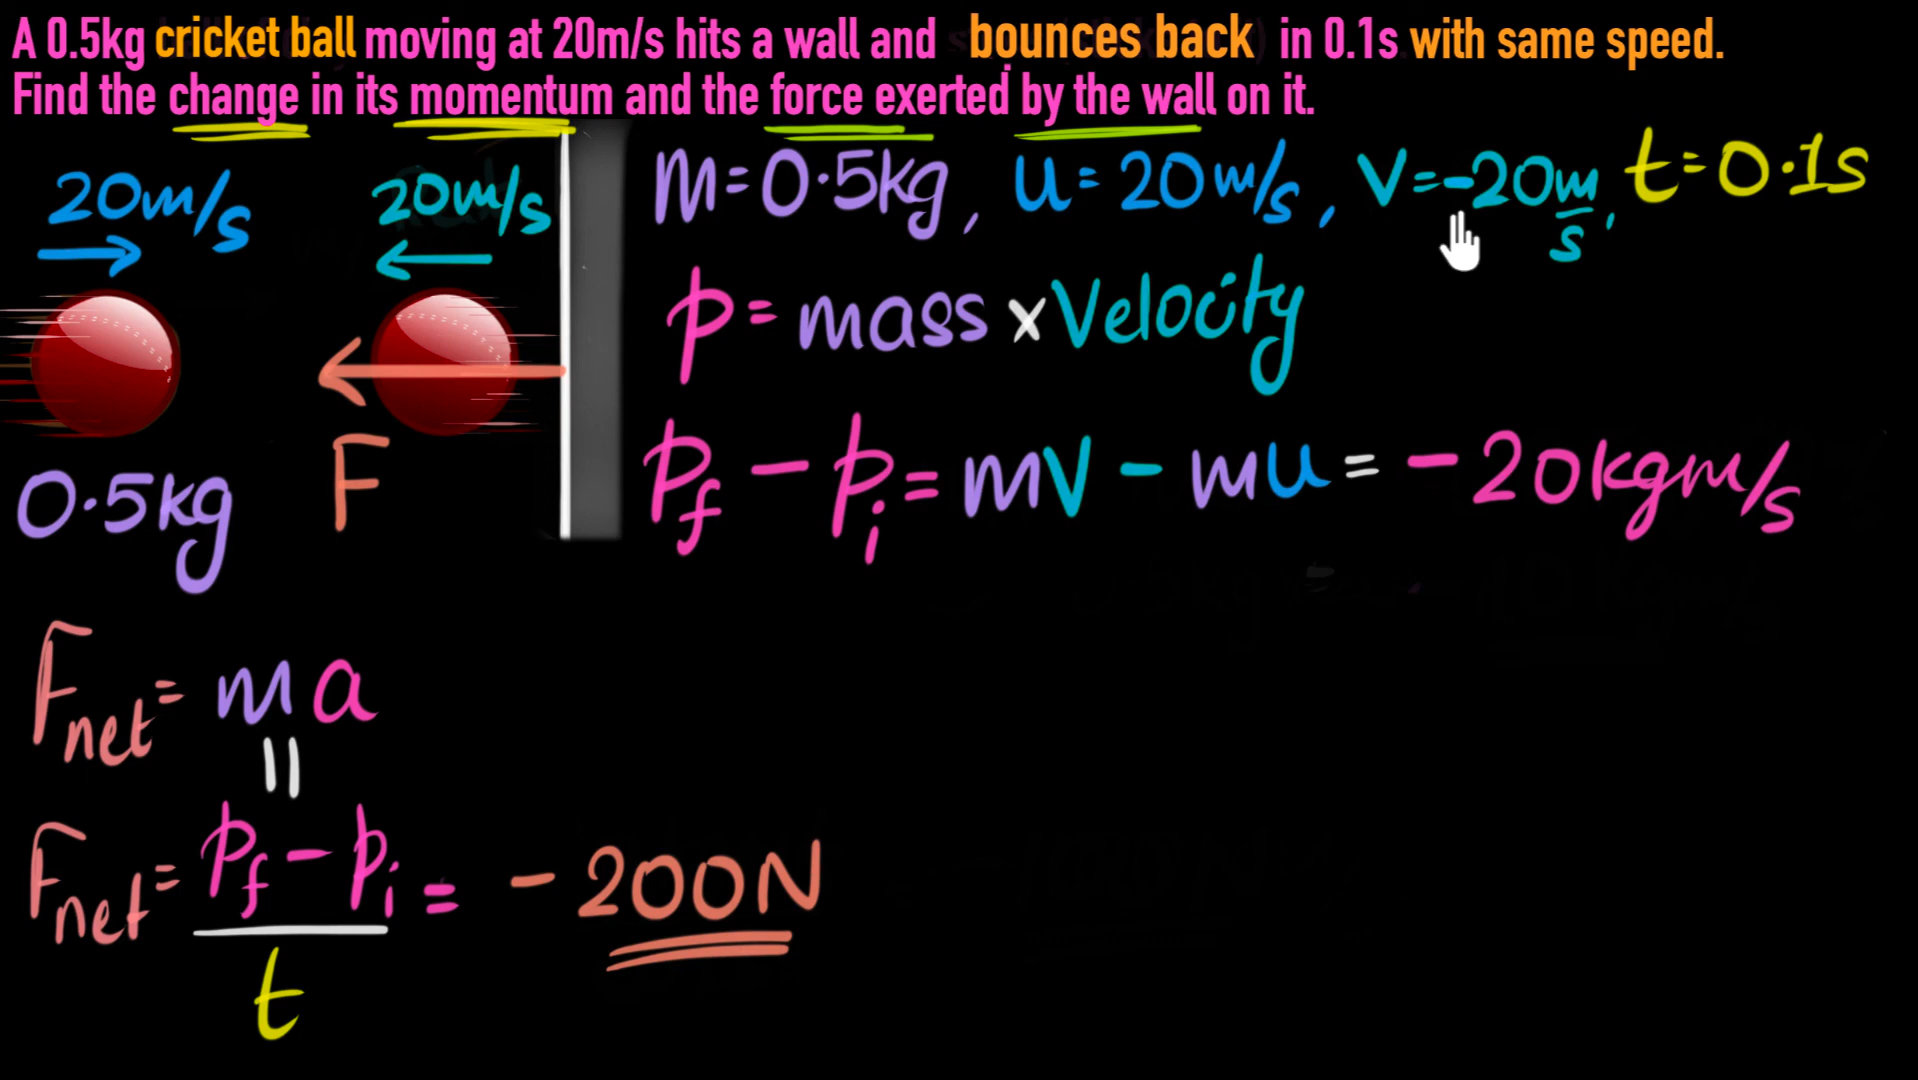 A 0.5kg cricket ball moving at 20m/s hits a wall and bounces back in 0.1s with same speed.
Find the change in its momentum and the force exerted by the wall on it.
20m/s
20m/s
m=0.5kg, u=20m/s, v=-20m/s, t=0.1s
p=mass x Velocity
F
0.5kg
pf - pi = mv - mu = -20kgm/s
Fnet= ma
=
Fnet= pf - pi / t = -200N